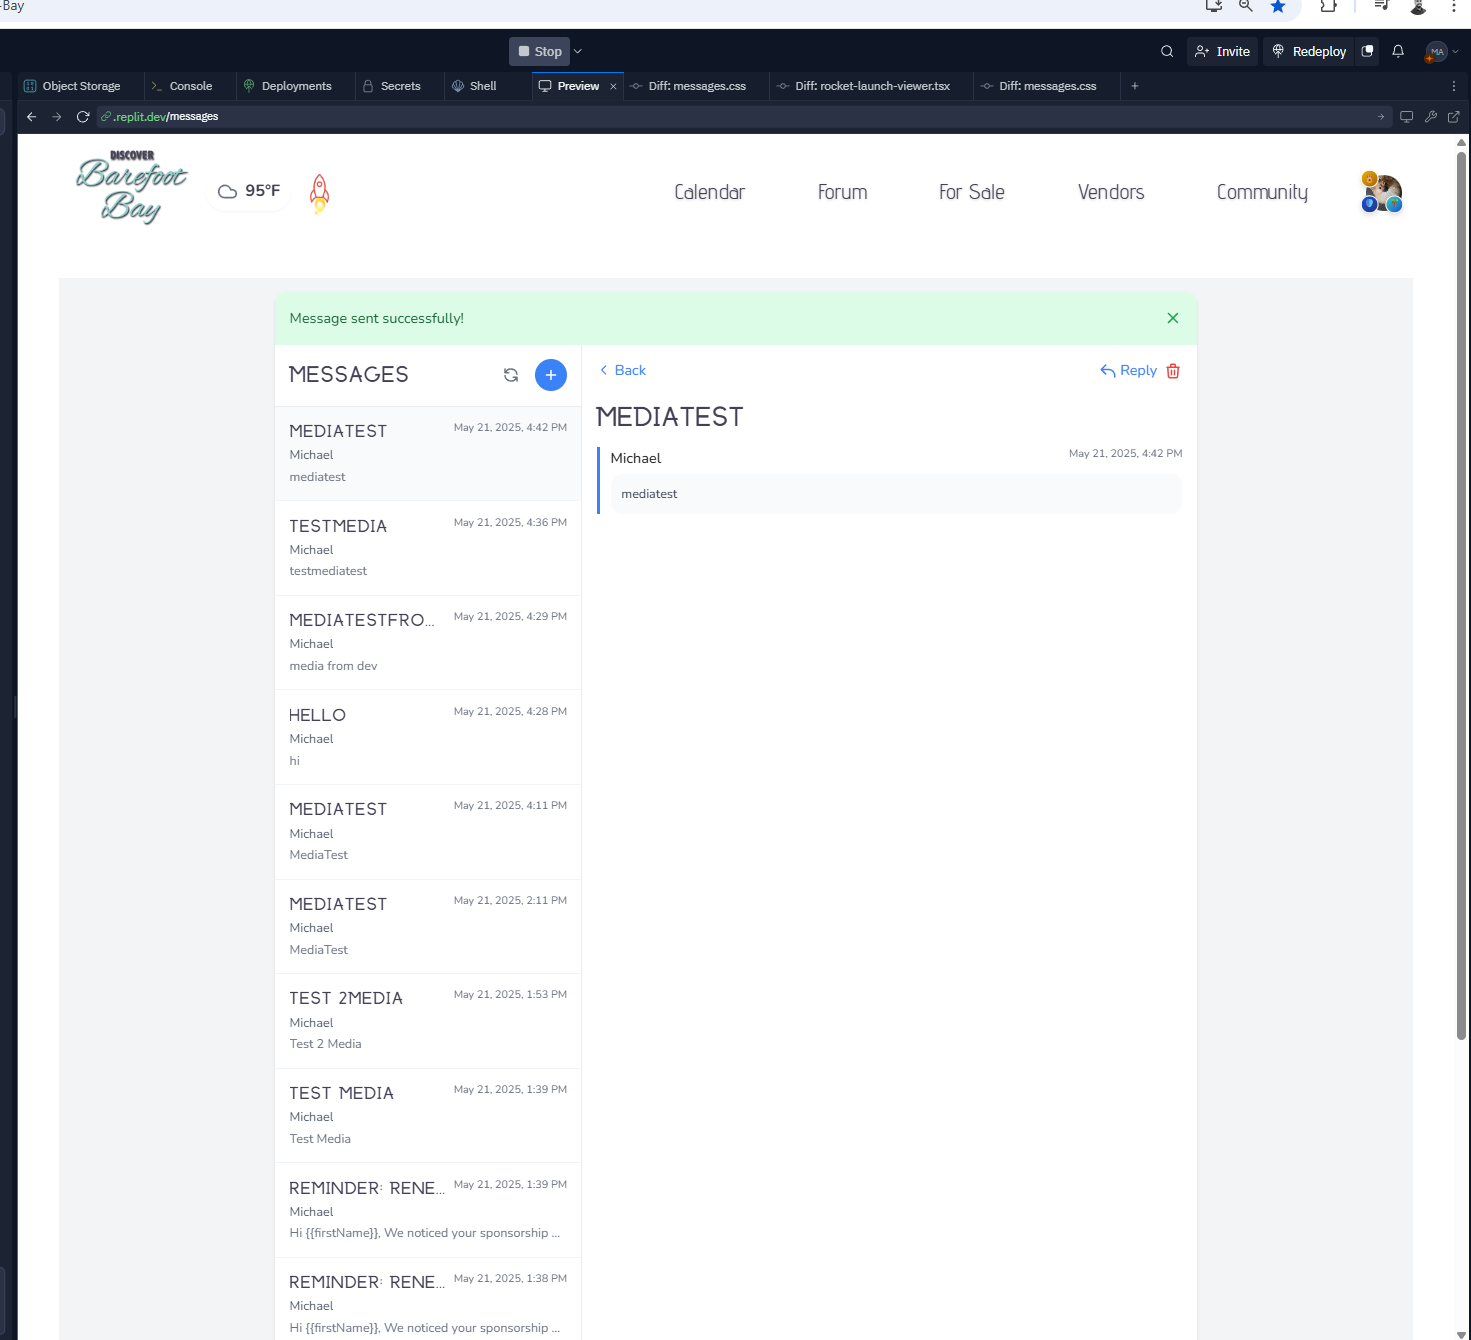 -Bay
Stop
Invite
Redeploy
MA
Object Storage
Console
Deployments
Secrets
Shell
Preview
Diff: messages.css
Diff: rocket-launch-viewer.tsx
Diff: messages.css
.replit.dev/messages
DISCOVER
Barefoot
Bay
95°F
Calendar
Forum
For Sale
Vendors
Community
Message sent successfully!
MESSAGES
Back
Reply
MEDIATEST
Michael
May 21, 2025, 4:42 PM
mediatest
MEDIATEST
May 21, 2025, 4:42 PM
Michael
mediatest
TESTMEDIA
May 21, 2025, 4:36 PM
Michael
testmediatest
MEDIATESTFRO...
May 21, 2025, 4:29 PM
Michael
media from dev
HELLO
May 21, 2025, 4:28 PM
Michael
hi
MEDIATEST
May 21, 2025, 4:11 PM
Michael
MediaTest
MEDIATEST
May 21, 2025, 2:11 PM
Michael
MediaTest
TEST 2MEDIA
May 21, 2025, 1:53 PM
Michael
Test 2 Media
TEST MEDIA
May 21, 2025, 1:39 PM
Michael
Test Media
REMINDER: RENE...
May 21, 2025, 1:39 PM
Michael
Hi {{firstName}}, We noticed your sponsorship ...
REMINDER: RENE...
May 21, 2025, 1:38 PM
Michael
Hi {{firstName}}, We noticed your sponsorship ...